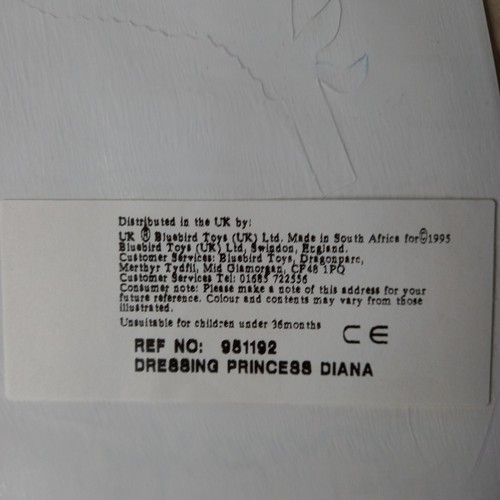 Distributed in the UK by:
UK ® Bluebird Toys (UK) Ltd. Made in South Africa for©1995
Bluebird Toys (UK) Ltd, Swindon, England.
Customer Services: Bluebird Toys, Dragonparc,
Merthyr Tydfil, Mid Glamorgan, CF48 1PQ
Customer Services Tel: 01685 722556
Consumer note: Please make a note of this address for your
future reference. Colour and contents may vary from those
illustrated.
Unsuitable for children under 36months
CE
REF NO: 951192
DRESSING PRINCESS DIANA